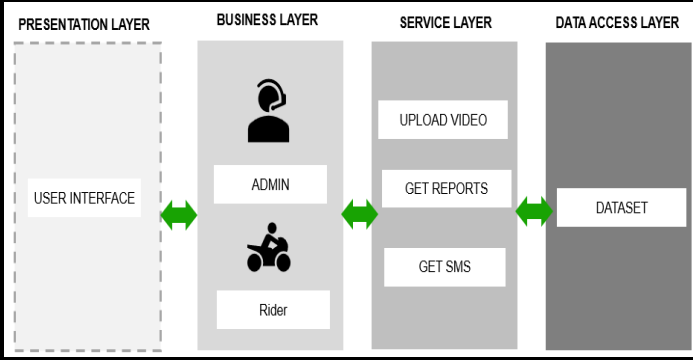 PRESENTATION LAYER
BUSINESS LAYER
SERVICE LAYER
DATA ACCESS LAYER
USER INTERFACE
ADMIN
Rider
UPLOAD VIDEO
GET REPORTS
GET SMS
DATASET